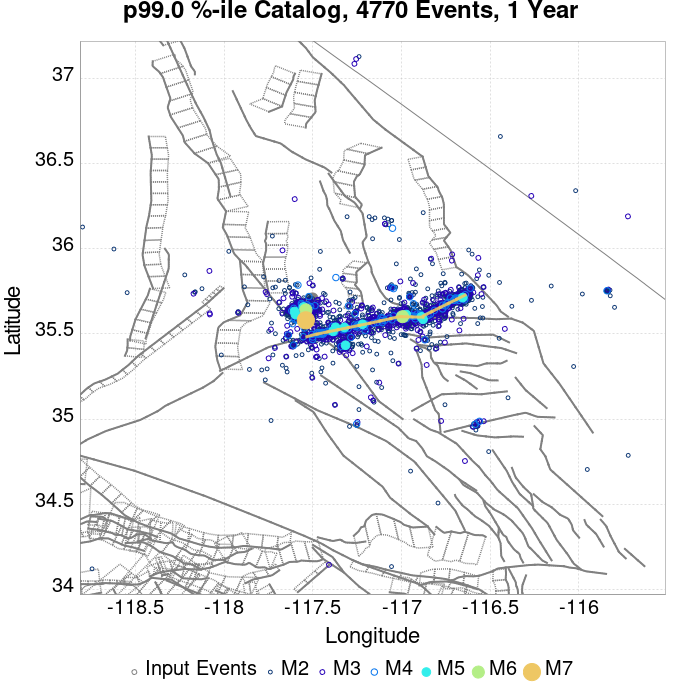 p99.0 %-ile Catalog, 4770 Events, 1 Year
37
36.5
36
35.5
35
34.5
34
Latitude
-118.5 -118 -117.5 -117 -116.5 -116
Longitude
Input Events M2 M3 M4 M5 M6 M7